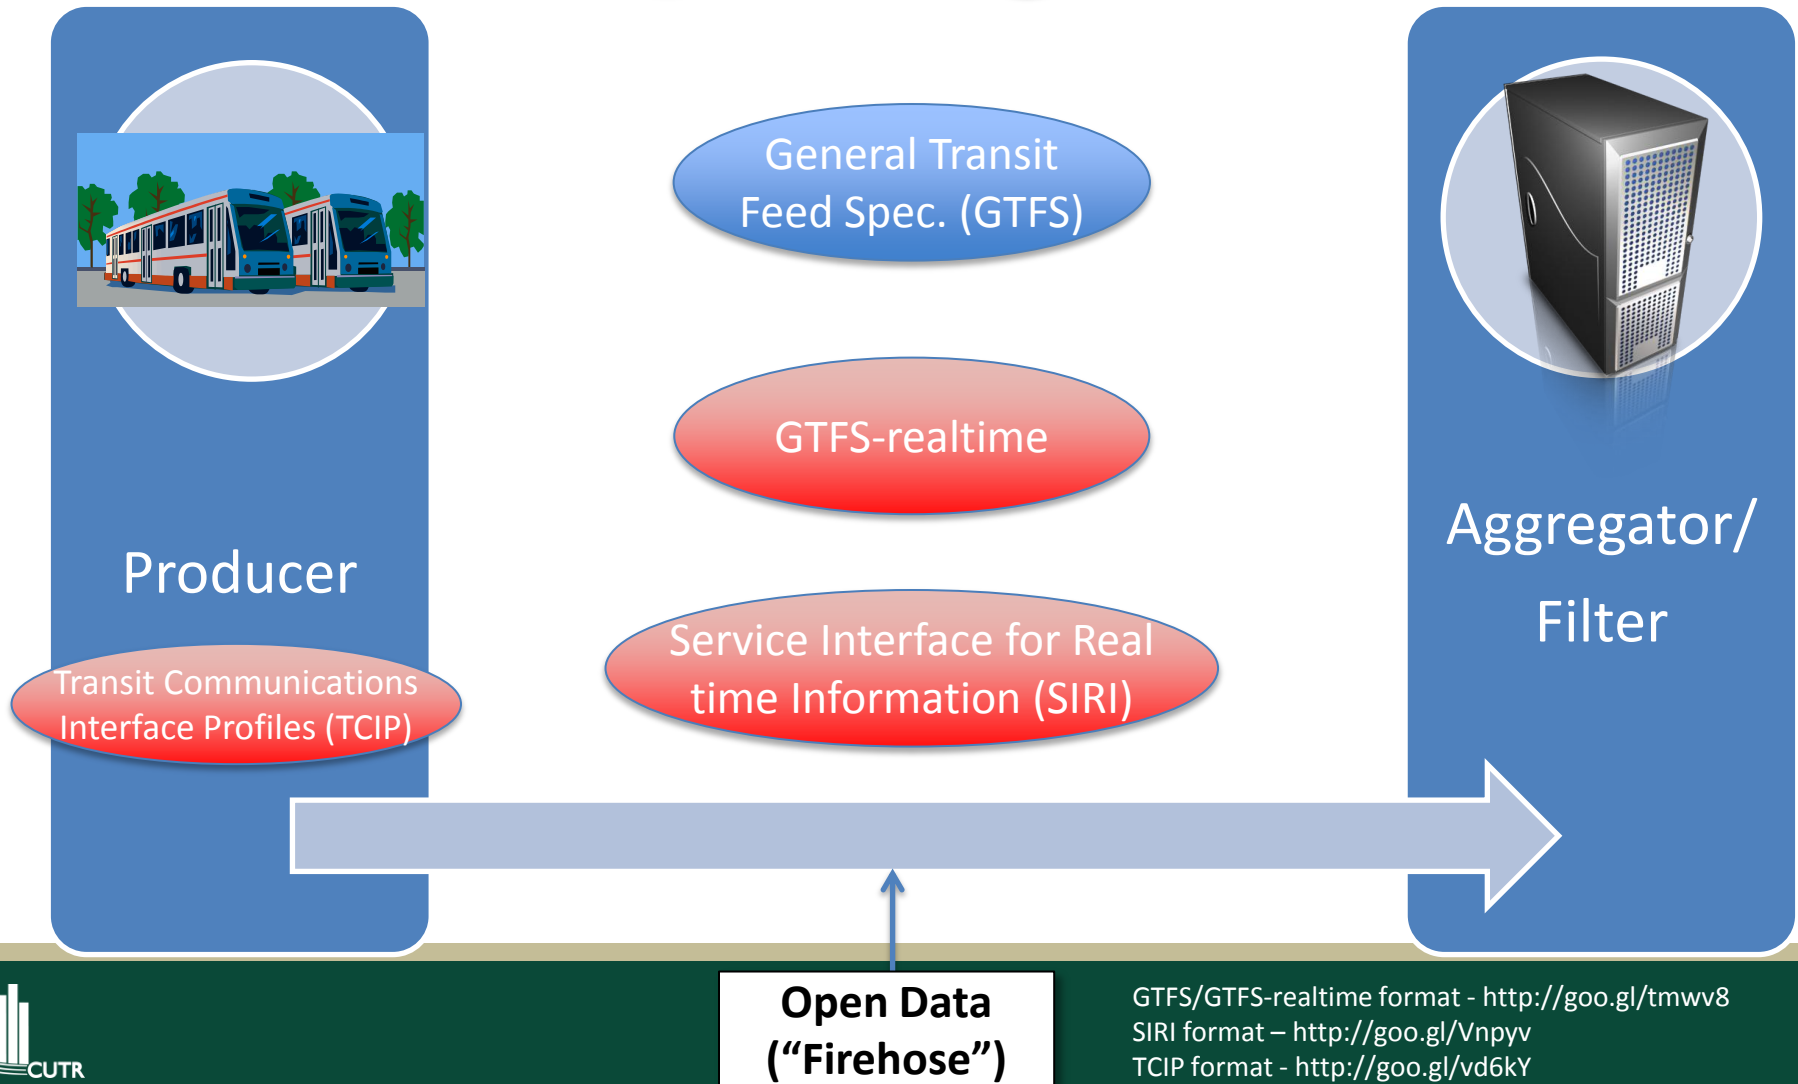 General Transit
Feed Spec. (GTFS)
GTFS-realtime
Service Interface for Real
time Information (SIRI)
Producer
Transit Communications
Interface Profiles (TCIP)
Aggregator/
Filter
Open Data
(“Firehose”)
GTFS/GTFS-realtime format - http://goo.gl/tmwv8
SIRI format – http://goo.gl/Vnpyv
TCIP format - http://goo.gl/vd6kY
CUTR